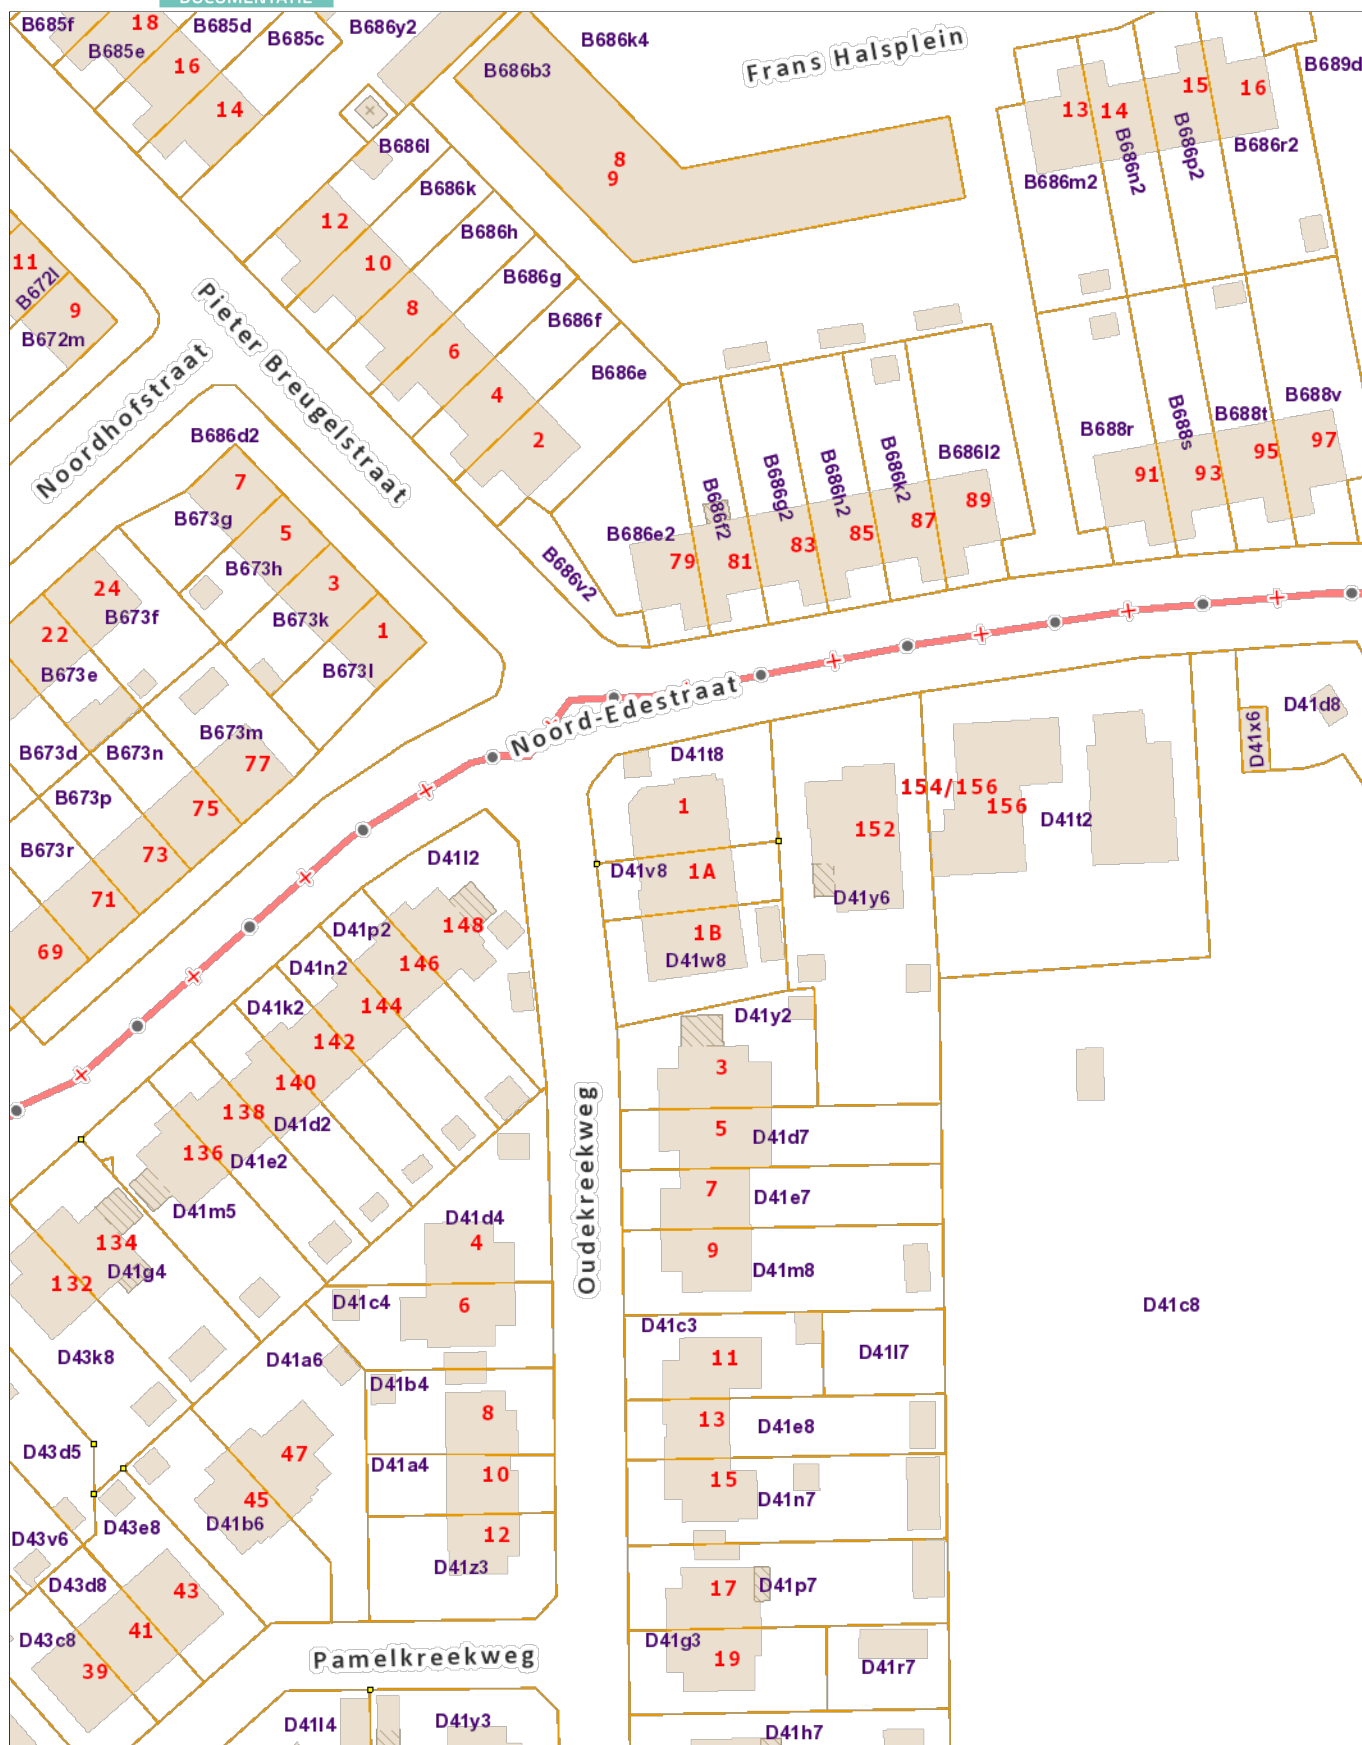 DOCUMENTATIE
B685f
18
B685d
B685c
B686y2
B686k4
Frans Halsplein
B685e
16
B686b3
B689d
14
13
14
15
16
B686l
8
9
B686n2
B686p2
B686r2
B686m2
B686k
12
B686h
11
B672l
10
B686g
9
B672m
8
B686f
Pieter Breugelstraat
Noordhofstraat
6
B686e
4
2
B686d2
7
B673g
5
B673h
3
B673k
1
B673l
24
B673f
22
B673e
B686v2
B686e2
B686f2
B686g2
B686h2
B686k2
B686l2
79
81
83
85
87
89
B688r
B688s
B688t
B688v
91
93
95
97
B673d
B673n
B673m
77
B673p
75
B673r
73
71
69
Noord-Edestraat
D41t8
1
D41v8
1A
1B
D41w8
152
D41y6
154/156
156
D41t2
D41x6
D41d8
D41l2
148
D41p2
146
D41n2
144
D41k2
142
140
138
D41d2
136
D41e2
D41m5
134
D41g4
132
D43k8
D41y2
3
5
D41d7
7
D41e7
9
D41m8
Oudekreekweg
D41d4
4
D41c4
6
D41a6
D41b4
8
D41a4
10
12
D41z3
D41c8
D41c3
11
D41l7
13
D41e8
15
D41n7
17
D41p7
D41g3
19
D41r7
D41h7
D43d5
47
45
D41b6
D43v6
D43e8
D43d8
43
D43c8
41
39
Pamelkreekweg
D41l4
D41y3